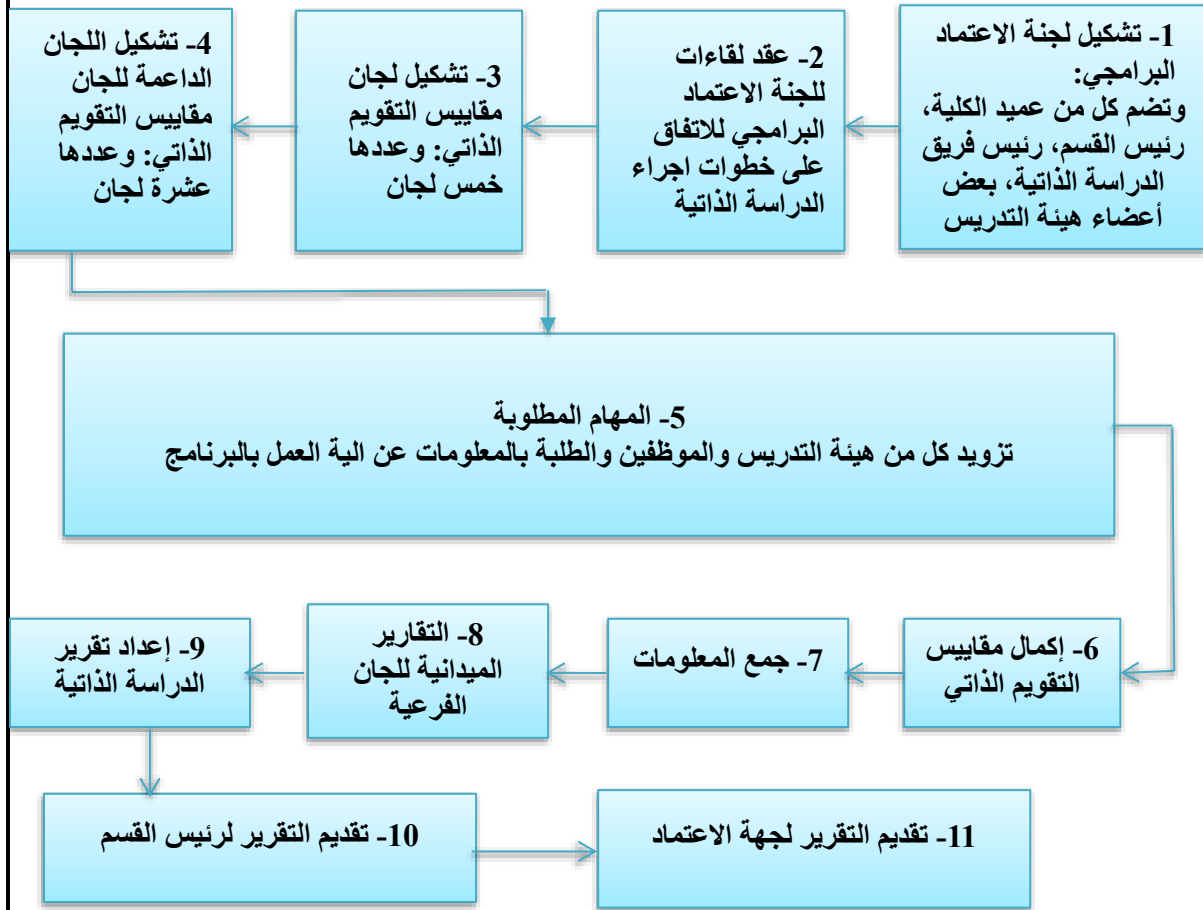 1- تشكيل لجنة الاعتماد
البرامجي:
وتضم كل من عميد الكلية،
رئيس القسم، رئيس فريق
الدراسة الذاتية، بعض
أعضاء هيئة التدريس
2- عقد لقاءات
للجنة الاعتماد
البرامجي للاتفاق
على خطوات اجراء
الدراسة الذاتية
3- تشكيل لجان
مقاييس التقويم
الذاتي: وعددها
خمس لجان
4- تشكيل اللجان
الداعمة للجان
مقاييس التقويم
الذاتي: وعددها
عشرة لجان
5- المهام المطلوبة
تزويد كل من هيئة التدريس والموظفين والطلبة بالمعلومات عن الية العمل بالبرنامج
6- إكمال مقاييس
التقويم الذاتي
7- جمع المعلومات
8- التقارير
الميدانية للجان
الفرعية
9- إعداد تقرير
الدراسة الذاتية
10- تقديم التقرير لرئيس القسم
11- تقديم التقرير لجهة الاعتماد